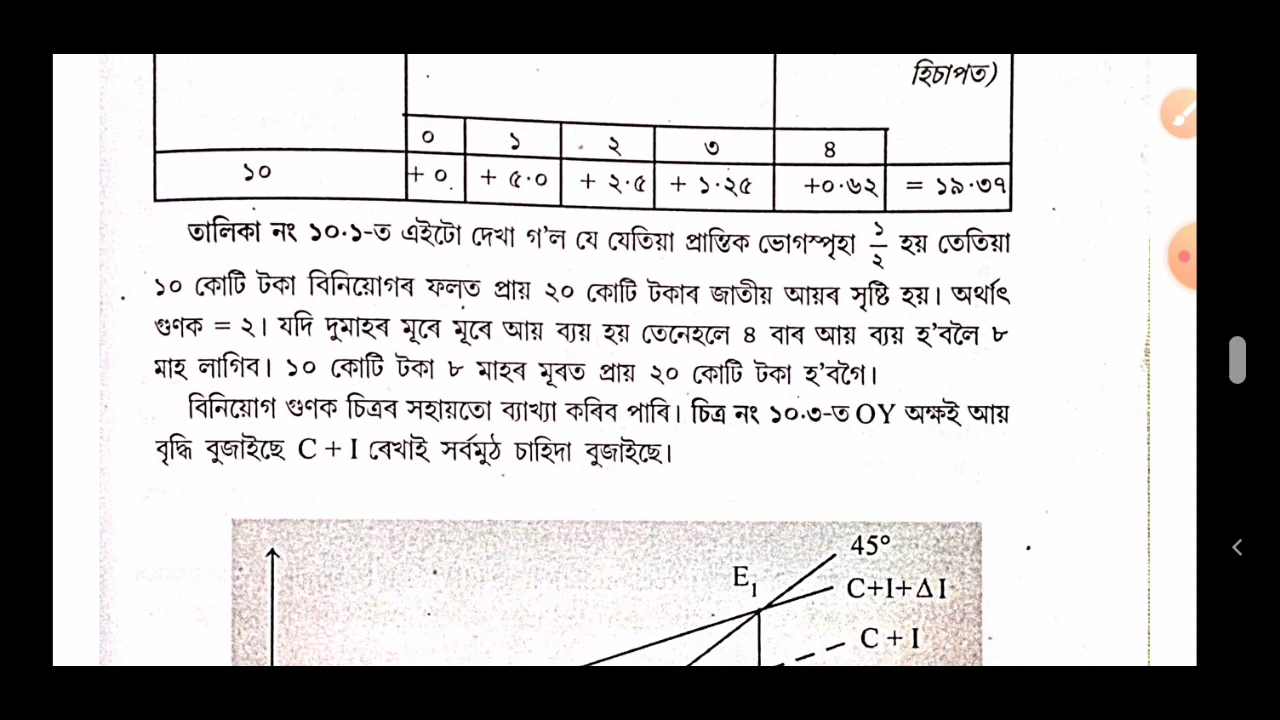 হিচাপত)
০ ১ ২ ৩ ৪
১০ + ০ + ৫·০ + ২·৫ + ১·২৫ +০·৬২ = ১৯·৩৭
তালিকা নং ১০·১-ত এইটো দেখা গ'ল যে যেতিয়া প্ৰান্তিক ভোগস্পৃহা ১/২ হয় তেতিয়া
১০ কোটি টকা বিনিয়োগৰ ফলত প্ৰায় ২০ কোটি টকাৰ জাতীয় আয়ৰ সৃষ্টি হয়। অৰ্থাৎ
গুণক = ২। যদি দুমাহৰ মূৰে মূৰে আয় ব্যয় হয় তেনেহলে ৪ বাৰ আয় ব্যয় হ'বলৈ ৮
মাহ লাগিব। ১০ কোটি টকা ৮ মাহৰ মূৰত প্ৰায় ২০ কোটি টকা হ'বগৈ।
বিনিয়োগ গুণক চিত্ৰৰ সহায়তো ব্যাখ্যা কৰিব পাৰি। চিত্ৰ নং ১০·৩-ত OY অক্ষই আয়
বৃদ্ধি বুজাইছে C + I ৰেখাই সৰ্বমুঠ চাহিদা বুজাইছে।
45°
E₁
C+I+Δ I
C + I